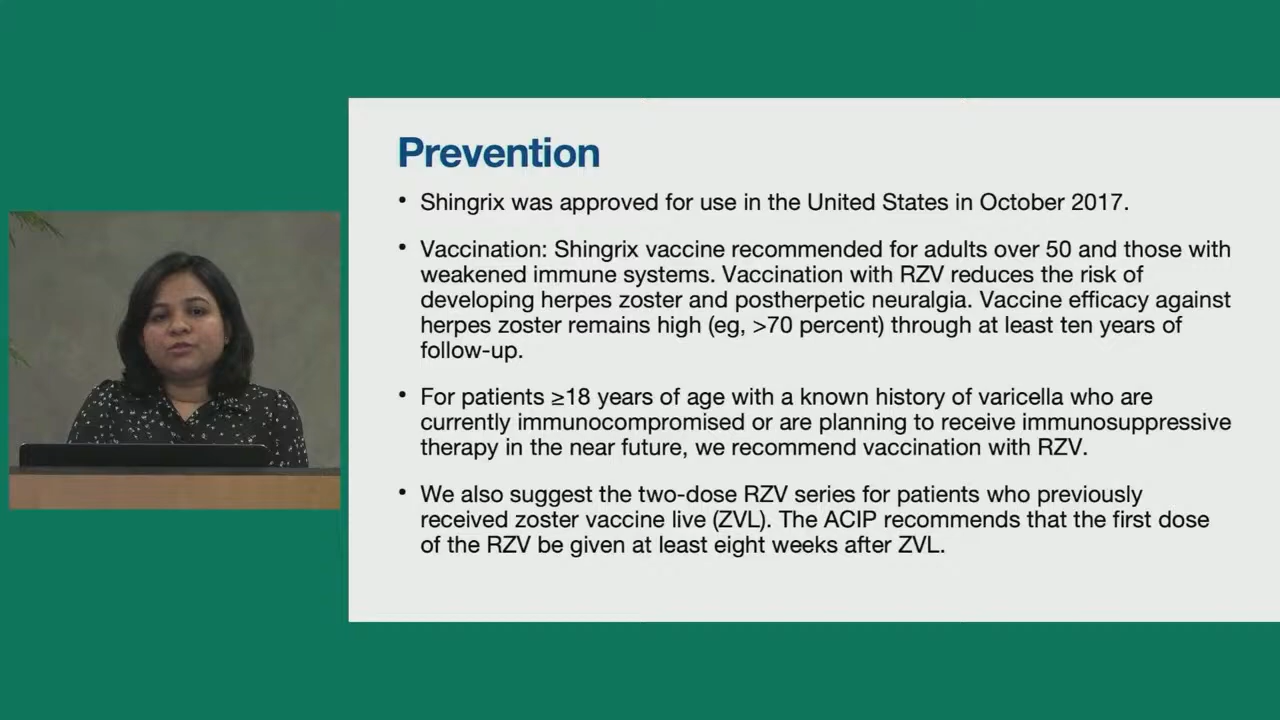 Prevention
• Shingrix was approved for use in the United States in October 2017.
• Vaccination: Shingrix vaccine recommended for adults over 50 and those with
weakened immune systems. Vaccination with RZV reduces the risk of
developing herpes zoster and postherpetic neuralgia. Vaccine efficacy against
herpes zoster remains high (eg, >70 percent) through at least ten years of
follow-up.
• For patients ≥18 years of age with a known history of varicella who are
currently immunocompromised or are planning to receive immunosuppressive
therapy in the near future, we recommend vaccination with RZV.
• We also suggest the two-dose RZV series for patients who previously
received zoster vaccine live (ZVL). The ACIP recommends that the first dose
of the RZV be given at least eight weeks after ZVL.